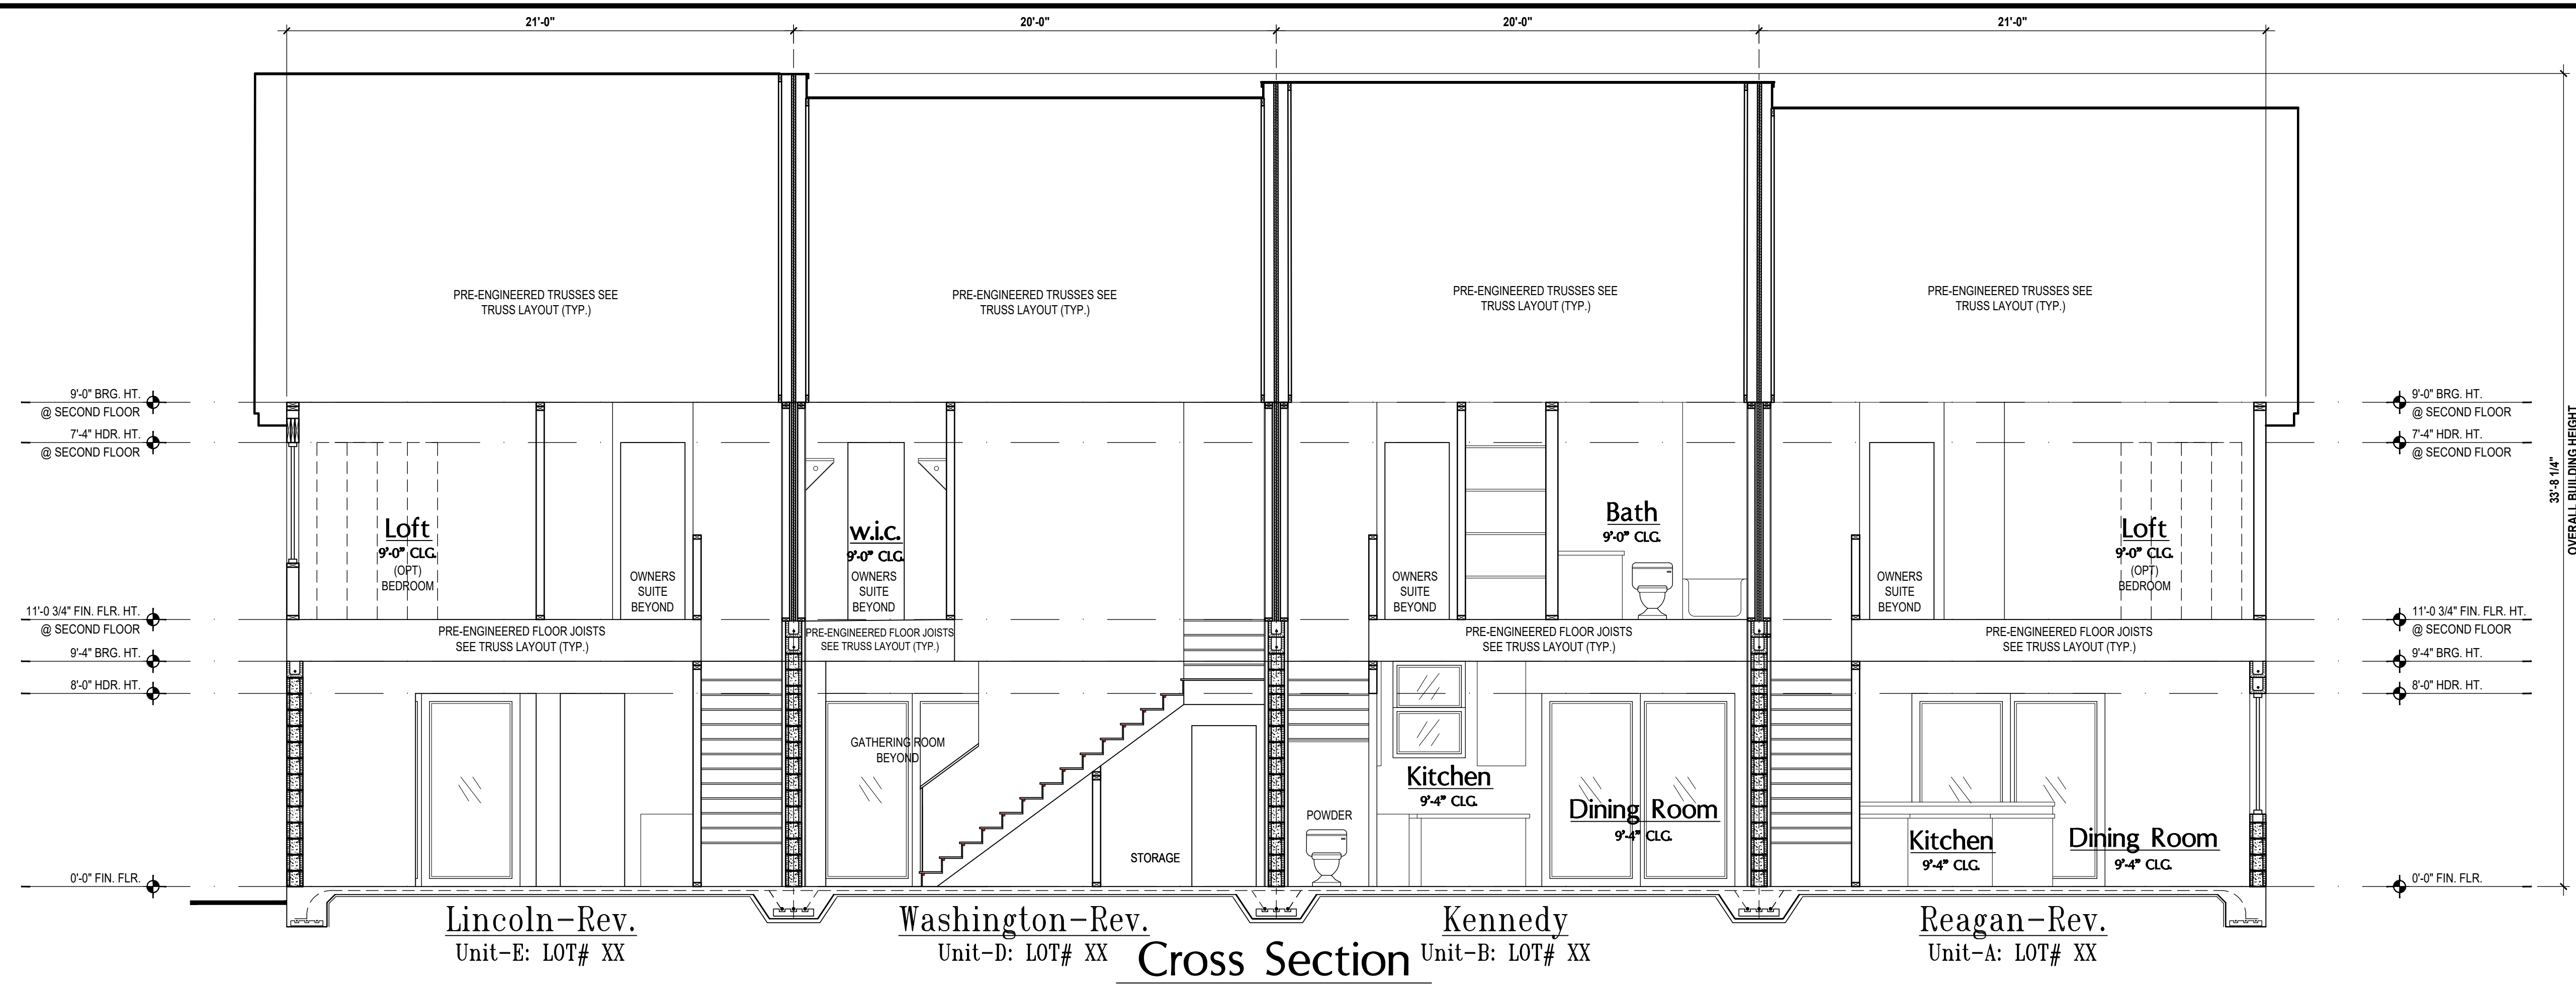 21'-0"
20'-0"
20'-0"
21'-0"
PRE-ENGINEERED TRUSSES SEE
TRUSS LAYOUT (TYP.)
PRE-ENGINEERED TRUSSES SEE
TRUSS LAYOUT (TYP.)
PRE-ENGINEERED TRUSSES SEE
TRUSS LAYOUT (TYP.)
PRE-ENGINEERED TRUSSES SEE
TRUSS LAYOUT (TYP.)
9'-0" BRG. HT.
@ SECOND FLOOR
7'-4" HDR. HT.
@ SECOND FLOOR
11'-0 3/4" FIN. FLR. HT.
@ SECOND FLOOR
9'-4" BRG. HT.
8'-0" HDR. HT.
0'-0" FIN. FLR.
Loft
9'-0" CLG.
(OPT)
BEDROOM
OWNERS
SUITE
BEYOND
W.I.C.
9'-0" CLG.
OWNERS
SUITE
BEYOND
OWNERS
SUITE
BEYOND
Bath
9'-0" CLG.
OWNERS
SUITE
BEYOND
Loft
9'-0" CLG.
(OPT)
BEDROOM
9'-0" BRG. HT.
@ SECOND FLOOR
7'-4" HDR. HT.
@ SECOND FLOOR
11'-0 3/4" FIN. FLR. HT.
@ SECOND FLOOR
9'-4" BRG. HT.
8'-0" HDR. HT.
0'-0" FIN. FLR.
33'-8 1/4"
OVERALL BUILDING HEIGHT
PRE-ENGINEERED FLOOR JOISTS
SEE TRUSS LAYOUT (TYP.)
PRE-ENGINEERED FLOOR JOISTS
SEE TRUSS LAYOUT (TYP.)
PRE-ENGINEERED FLOOR JOISTS
SEE TRUSS LAYOUT (TYP.)
PRE-ENGINEERED FLOOR JOISTS
SEE TRUSS LAYOUT (TYP.)
GATHERING ROOM
BEYOND
STORAGE
POWDER
Kitchen
9'-4" CLG.
Dining Room
9'-4" CLG.
Kitchen
9'-4" CLG.
Dining Room
9'-4" CLG.
Lincoln-Rev.
Unit-E: LOT# XX
Washington-Rev.
Unit-D: LOT# XX
Kennedy
Unit-B: LOT# XX
Reagan-Rev.
Unit-A: LOT# XX
Cross Section